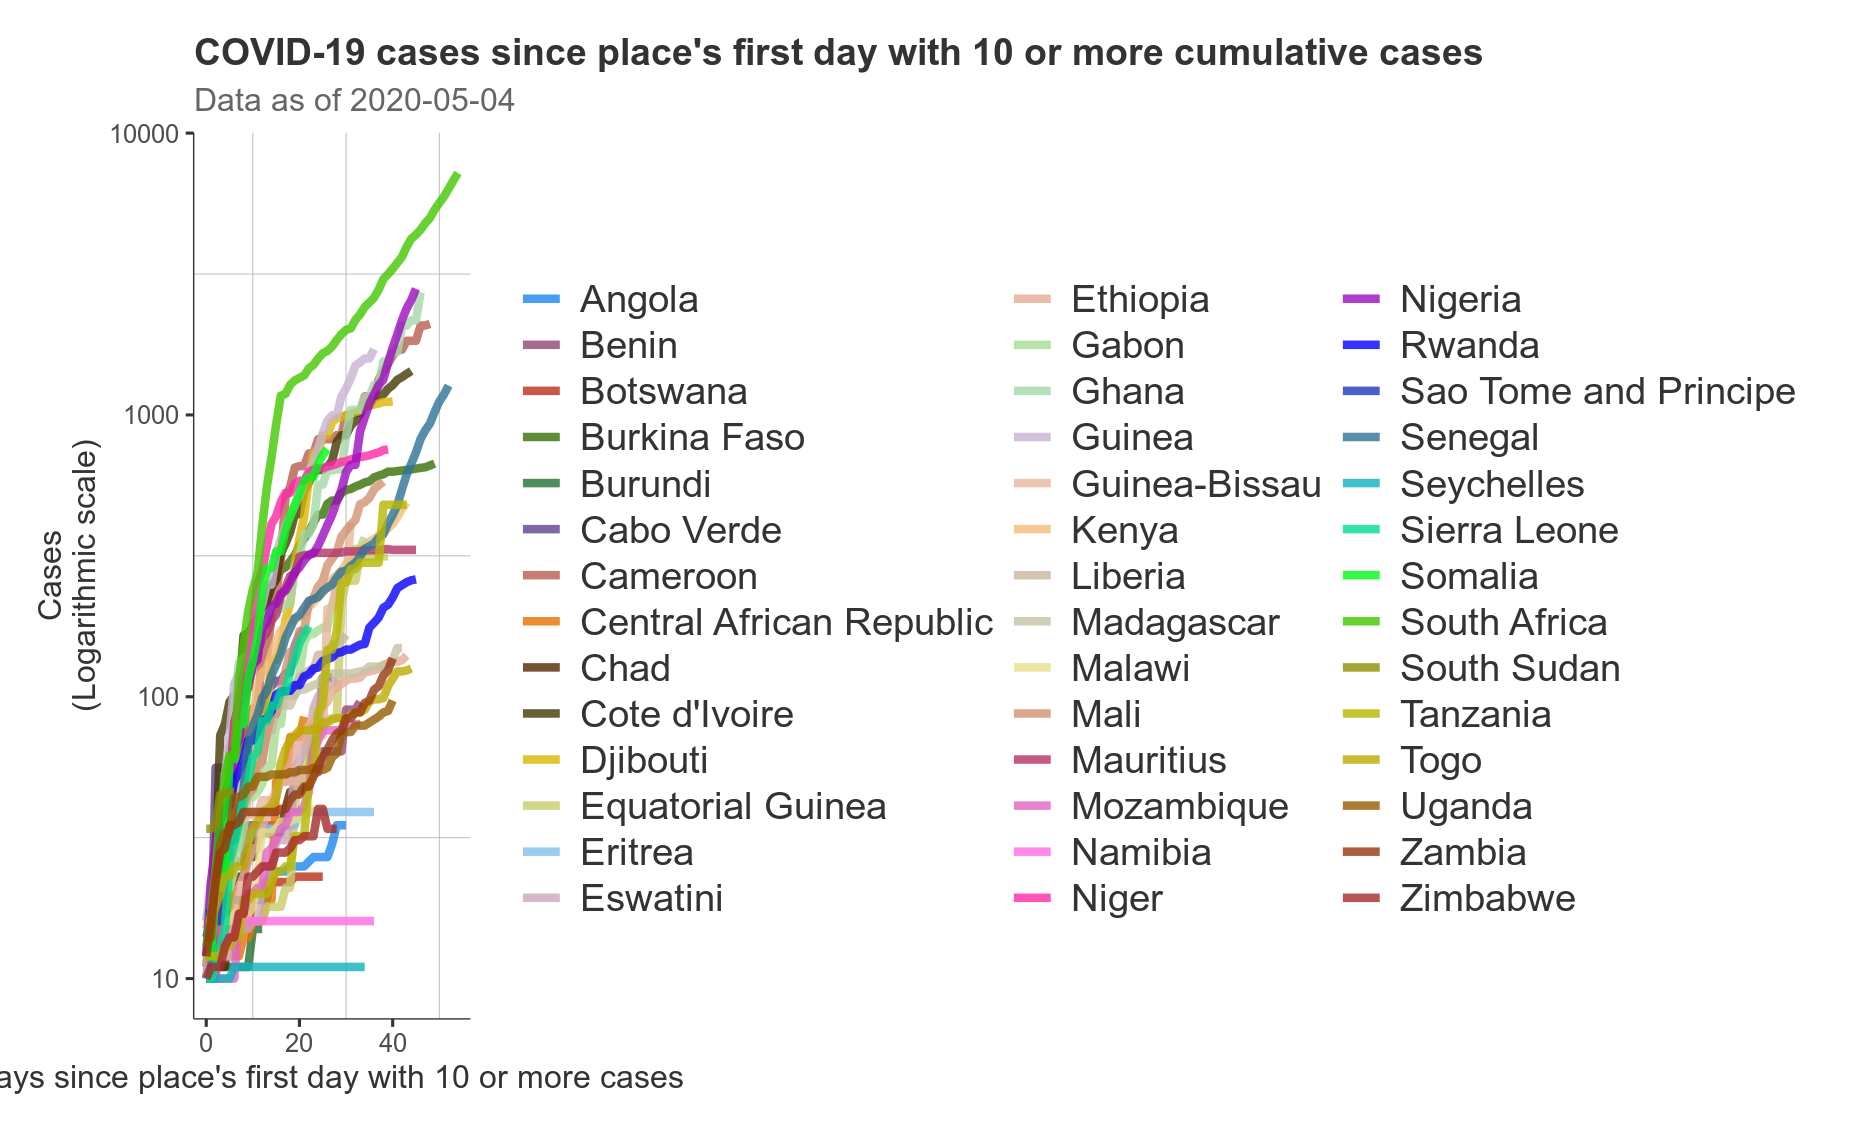 COVID-19 cases since place's first day with 10 or more cumulative cases
Data as of 2020-05-04
10000
1000
100
10
Cases
(Logarithmic scale)
0 20 40
ays since place's first day with 10 or more cases
Angola
Benin
Botswana
Burkina Faso
Burundi
Cabo Verde
Cameroon
Central African Republic
Chad
Cote d'Ivoire
Djibouti
Equatorial Guinea
Eritrea
Eswatini
Ethiopia
Gabon
Ghana
Guinea
Guinea-Bissau
Kenya
Liberia
Madagascar
Malawi
Mali
Mauritius
Mozambique
Namibia
Niger
Nigeria
Rwanda
Sao Tome and Principe
Senegal
Seychelles
Sierra Leone
Somalia
South Africa
South Sudan
Tanzania
Togo
Uganda
Zambia
Zimbabwe